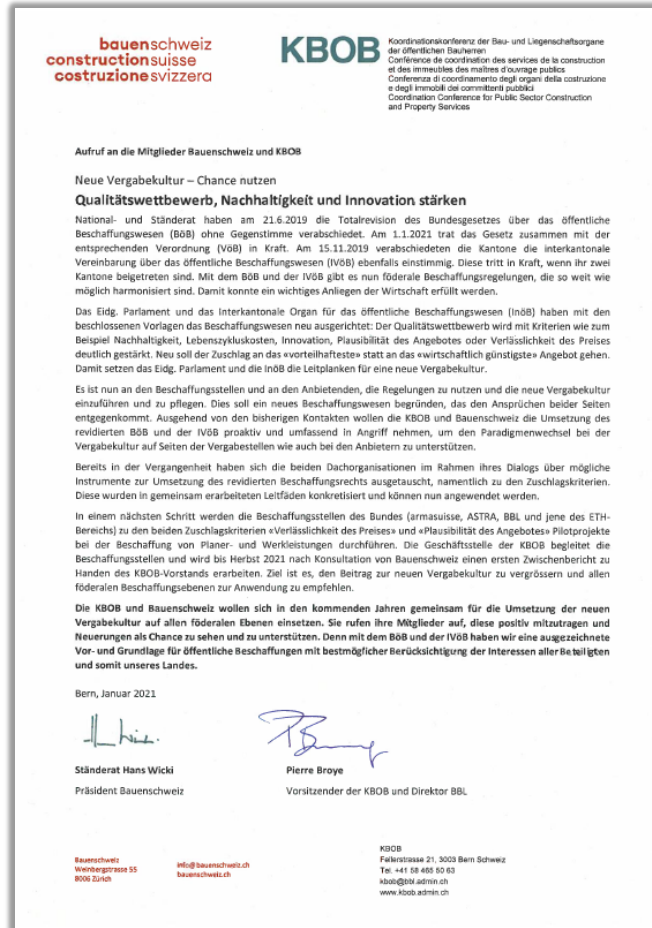 bauenschweiz
constructionsuisse
costruzionesvizzera
KBOB
Koordinationskonferenz der Bau- und Liegenschaftsorgane
der öffentlichen Bauherren
Conférence de coordination des services de la construction
et des immeubles des maîtres d'ouvrage publics
Conferenza di coordinamento degli organi della costruzione
e degli immobili dei committenti pubblici
Coordination Conference for Public Sector Construction
and Property Services
Aufruf an die Mitglieder Bauenschweiz und KBOB
Neue Vergabekultur – Chance nutzen
Qualitätswettbewerb, Nachhaltigkeit und Innovation stärken
National- und Ständerat haben am 21.6.2019 die Totalrevision des Bundesgesetzes über das öffentliche
Beschaffungswesen (BöB) ohne Gegenstimme verabschiedet. Am 1.1.2021 trat das Gesetz zusammen mit der
entsprechenden Verordnung (VöB) in Kraft. Am 15.11.2019 verabschiedeten die Kantone die interkantonale
Vereinbarung über das öffentliche Beschaffungswesen (IVöB) ebenfalls einstimmig. Diese tritt in Kraft, wenn ihr zwei
Kantone beigetreten sind. Mit dem BöB und der IVöB gibt es nun föderale Beschaffungsregelungen, die so weit wie
möglich harmonisiert sind. Damit konnte ein wichtiges Anliegen der Wirtschaft erfüllt werden.
Das Eidg. Parlament und das Interkantonale Organ für das öffentliche Beschaffungswesen (InöB) haben mit den
beschlossenen Vorlagen das Beschaffungswesen neu ausgerichtet: Der Qualitätswettbewerb wird mit Kriterien wie zum
Beispiel Nachhaltigkeit, Lebenszykluskosten, Innovation, Plausibilität des Angebotes oder Verlässlichkeit des Preises
deutlich gestärkt. Neu soll der Zuschlag an das «vorteilhafteste» statt an das «wirtschaftlich günstigste» Angebot gehen.
Damit setzen das Eidg. Parlament und die InöB die Leitplanken für eine neue Vergabekultur.
Es ist nun an den Beschaffungsstellen und an den Anbietenden, die Regelungen zu nutzen und die neue Vergabekultur
einzuführen und zu pflegen. Dies soll ein neues Beschaffungswesen begründen, das den Ansprüchen beider Seiten
entgegenkommt. Ausgehend von den bisherigen Kontakten wollen die KBOB und Bauenschweiz die Umsetzung des
revidierten BöB und der IVöB proaktiv und umfassend in Angriff nehmen, um den Paradigmenwechsel bei der
Vergabekultur auf Seiten der Vergabestellen wie auch bei den Anbietern zu unterstützen.
Bereits in der Vergangenheit haben sich die beiden Dachorganisationen im Rahmen ihres Dialogs über mögliche
Instrumente zur Umsetzung des revidierten Beschaffungsrechts ausgetauscht, namentlich zu den Zuschlagskriterien.
Diese wurden in gemeinsam erarbeiteten Leitfäden konkretisiert und können nun angewendet werden.
In einem nächsten Schritt werden die Beschaffungsstellen des Bundes (armasuisse, ASTRA, BBL und jene des ETH-
Bereichs) zu den beiden Zuschlagskriterien «Verlässlichkeit des Preises» und «Plausibilität des Angebotes» Pilotprojekte
bei der Beschaffung von Planer- und Werkleistungen durchführen. Die Geschäftsstelle der KBOB begleitet die
Beschaffungsstellen und wird bis Herbst 2021 nach Konsultation von Bauenschweiz einen ersten Zwischenbericht zu
Handen des KBOB-Vorstands erarbeiten. Ziel ist es, den Beitrag zur neuen Vergabekultur zu vergrössern und allen
föderalen Beschaffungsebenen zur Anwendung zu empfehlen.
Die KBOB und Bauenschweiz wollen sich in den kommenden Jahren gemeinsam für die Umsetzung der neuen
Vergabekultur auf allen föderalen Ebenen einsetzen. Sie rufen ihre Mitglieder auf, diese positiv mitzutragen und
Neuerungen als Chance zu sehen und zu unterstützen. Denn mit dem BöB und der IVöB haben wir eine ausgezeichnete
Vor- und Grundlage für öffentliche Beschaffungen mit bestmöglicher Berücksichtigung der Interessen aller Beteiligten
und somit unseres Landes.
Bern, Januar 2021
Ständerat Hans Wicki
Pierre Broye
Präsident Bauenschweiz
Vorsitzender der KBOB und Direktor BBL
Bauenschweiz
Weinbergstrasse 55
8006 Zürich
info@bauenschweiz.ch
bauenschweiz.ch
KBOB
Fellerstrasse 21, 3003 Bern Schweiz
Tel. +41 58 465 50 63
kbob@bbl.admin.ch
www.kbob.admin.ch